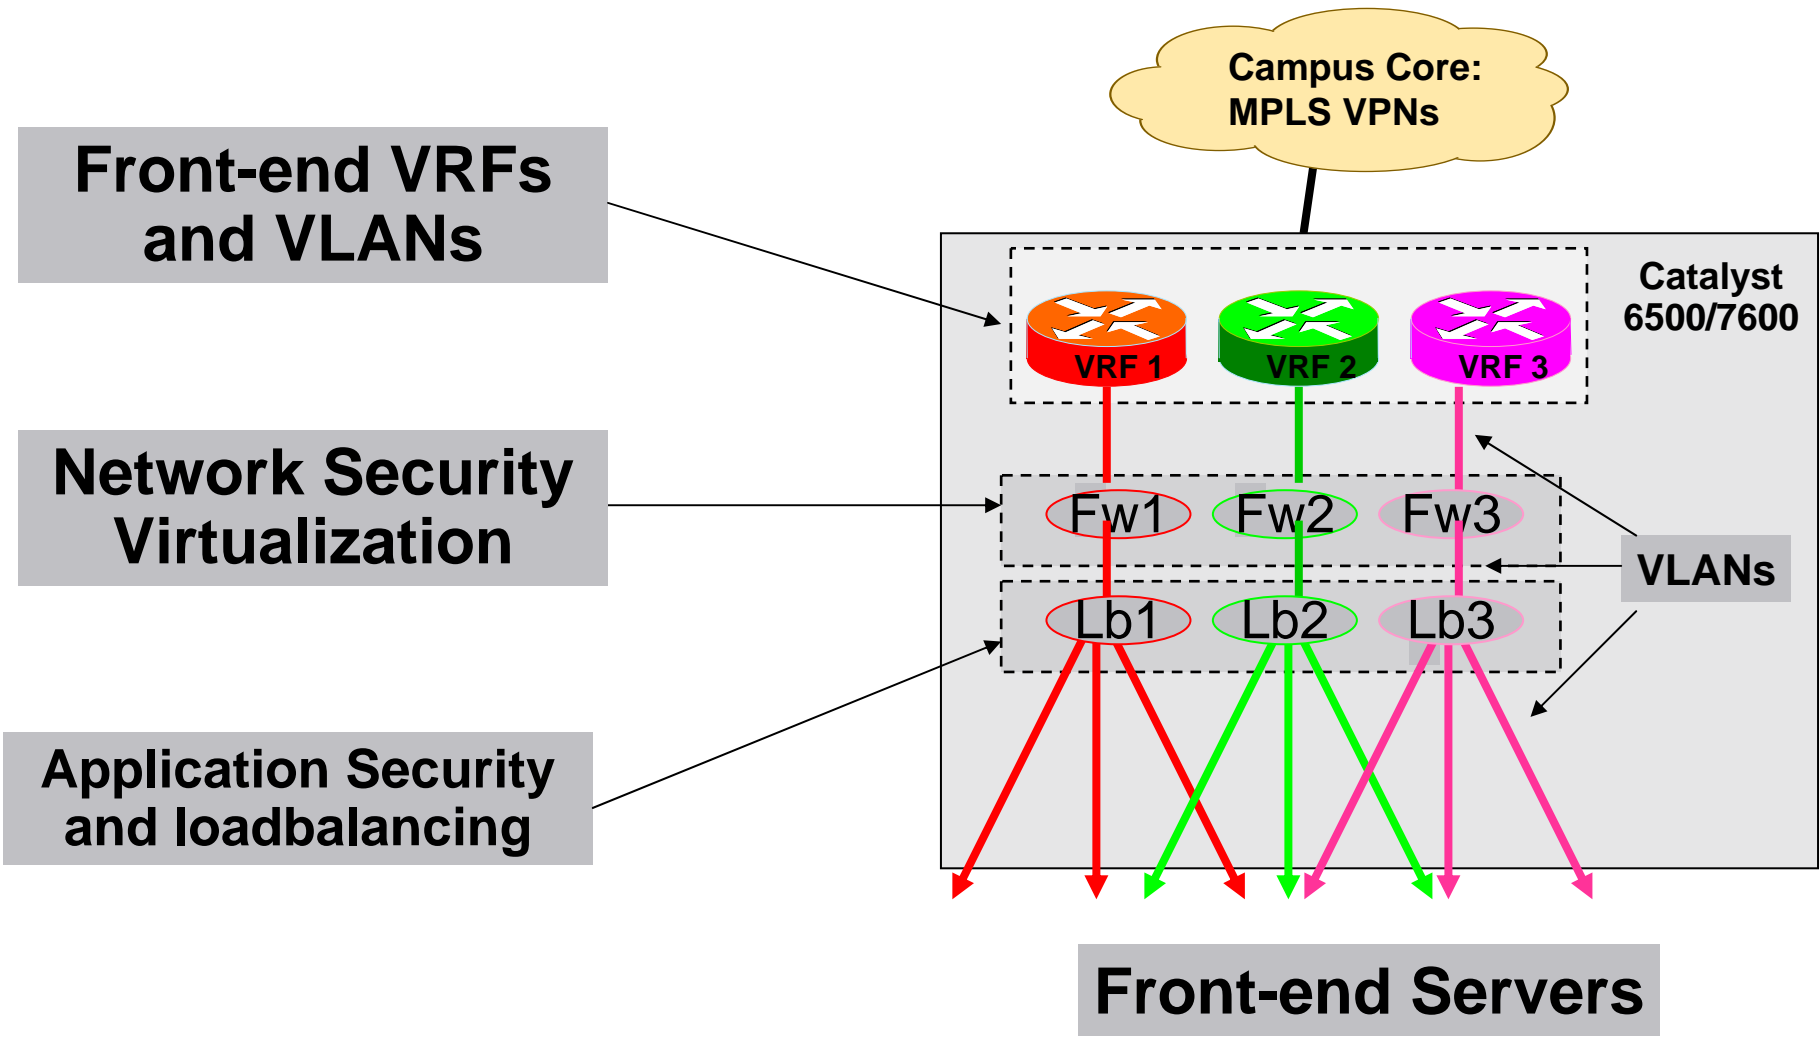 Campus Core:
MPLS VPNs
Front-end VRFs
and VLANs
Catalyst
6500/7600
VRF 1
VRF 2
VRF 3
Network Security
Virtualization
Fw1
Fw2
Fw3
VLANs
Lb1
Lb2
Lb3
Application Security
and loadbalancing
Front-end Servers